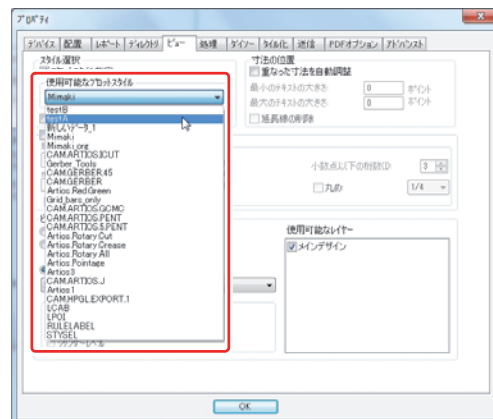 プロパティ
デバイス 配置 レポート ディレクトリ ビュー 処理 ダイソー タイル化 送信 PDFオプション アドバンスト
スタイル選択
使用可能なプロットスタイル
Mimaki
testB
testA
新しいデータ_1
Mimaki
Mimaki_org
CAM.ARTIOS.ICUT
Gerber_Tools
CAM.GERBER.45
CAM.GERBER
Artios Red Green
Grid_bars_only
CAM.ARTIOS.GCMC
CAM.ARTIOS.PENT
CAM.ARTIOS.S.PENT
Artios Rotary Cut
Artios Rotary Crease
Artios Rotary All
Artios Pointage
Artios3
CAM.ARTIOS.J
Artios1
CAM.HPGL.EXPORT.1
LCAB
LPOI
RULELABEL
STYSEL
寸法の位置
重なった寸法を自動調整
最小のテキストの大きさ 0 ポイント
最大のテキストの大きさ 0 ポイント
延長線の削除
小数点以下の桁数(I) 3
丸め 1/4
使用可能なレイヤー
メインデザイン
OK